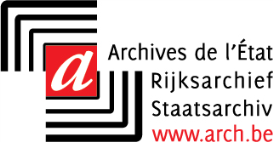 a
Archives de l'État
Rijksarchief
Staatsarchiv
www.arch.be